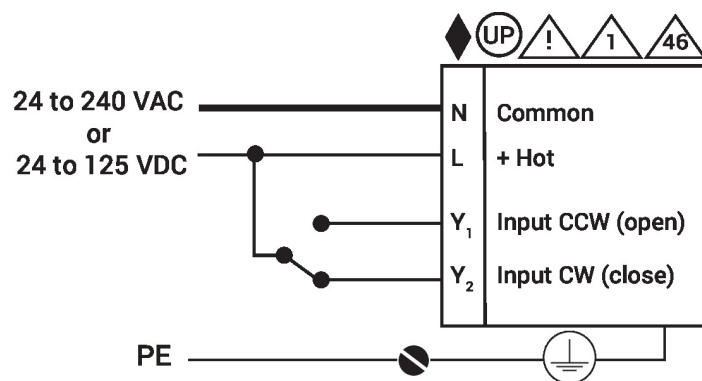 UP ! 1 46
24 to 240 VAC
or
24 to 125 VDC
N Common
L + Hot
Y₁ Input CCW (open)
Y₂ Input CW (close)
PE